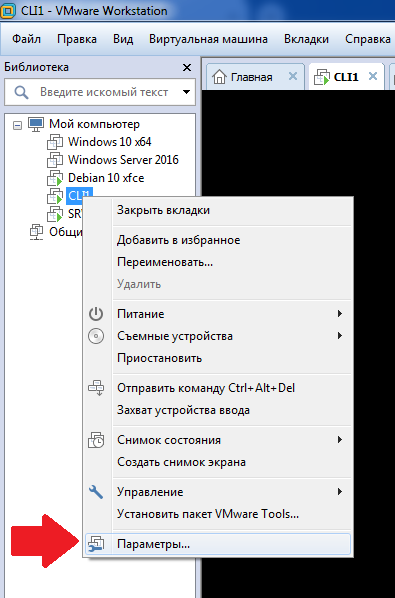 CLI1 - VMware Workstation
Файл Правка Вид Виртуальная машина Вкладки Справка
Библиотека
Введите искомый текст
Главная
CLI1
Мой компьютер
Windows 10 x64
Windows Server 2016
Debian 10 xfce
CLI1
Закрыть вкладки
Добавить в избранное
Переименовать...
Удалить
Питание
Съемные устройства
Приостановить
Отправить команду Ctrl+Alt+Del
Захват устройства ввода
Снимок состояния
Создать снимок экрана
Управление
Установить пакет VMware Tools...
Параметры...